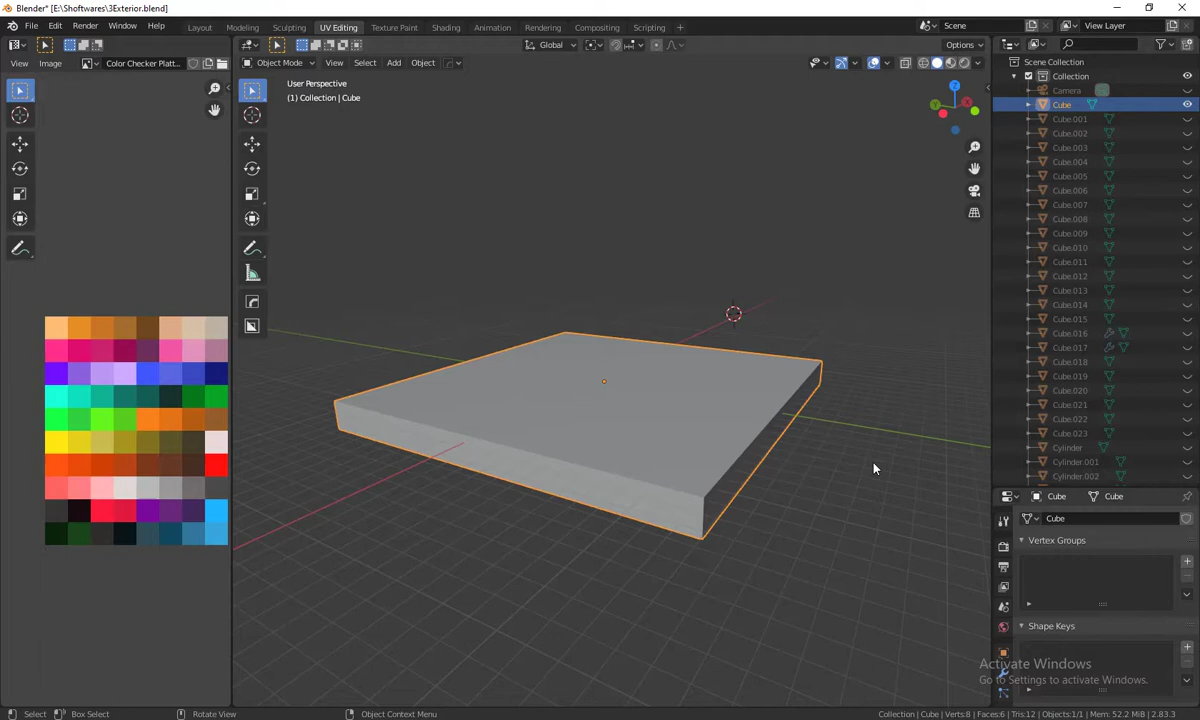 Blender* [E:\Shoftwares\3Exterior.blend]
File Edit Render Window Help
Layout Modeling Sculpting UV Editing Texture Paint Shading Animation Rendering Compositing Scripting +
Scene
View Layer
Global
Options
View Image
Color Checker Platt...
Object Mode View Select Add Object
User Perspective
(1) Collection | Cube
Z
Y
X
Scene Collection
Collection
Camera
Cube
Cube.001
Cube.002
Cube.003
Cube.004
Cube.005
Cube.006
Cube.007
Cube.008
Cube.009
Cube.010
Cube.011
Cube.012
Cube.013
Cube.014
Cube.015
Cube.016
Cube.017
Cube.018
Cube.019
Cube.020
Cube.021
Cube.022
Cube.023
Cylinder
Cylinder.001
Cylinder.002
Cube Cube
Cube
Vertex Groups
Shape Keys
Activate Windows
Go to Settings to activate Windows.
Select Box Select Rotate View Object Context Menu
Collection | Cube | Verts:8 | Faces:6 | Tris:12 | Objects:1/1 | Mem: 52.2 MiB | 2.83.3